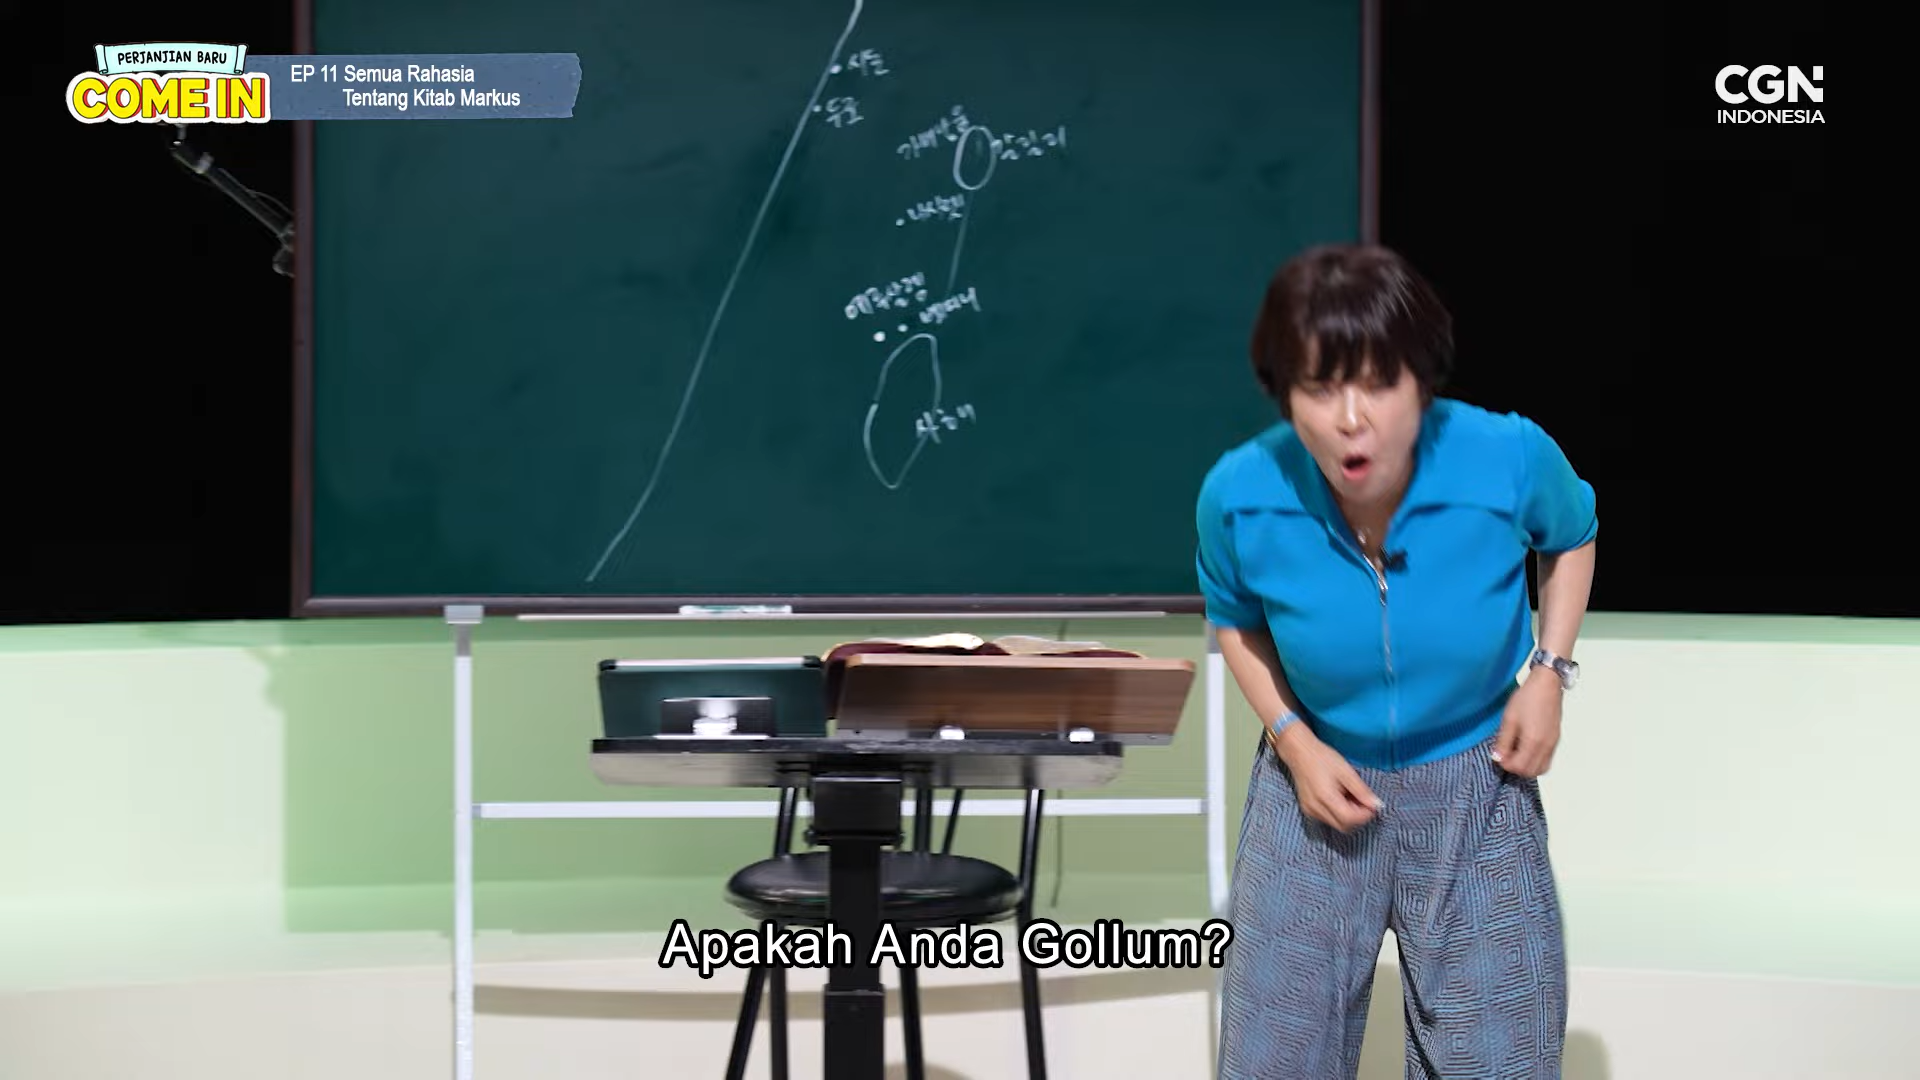 PERJANJIAN BARU
COME IN
EP 11 Semua Rahasia
Tentang Kitab Markus
CGN
INDONESIA
시돈
두로
가버나움
갈릴리
나사렛
예루살렘
베다니
사해
Apakah Anda Gollum?